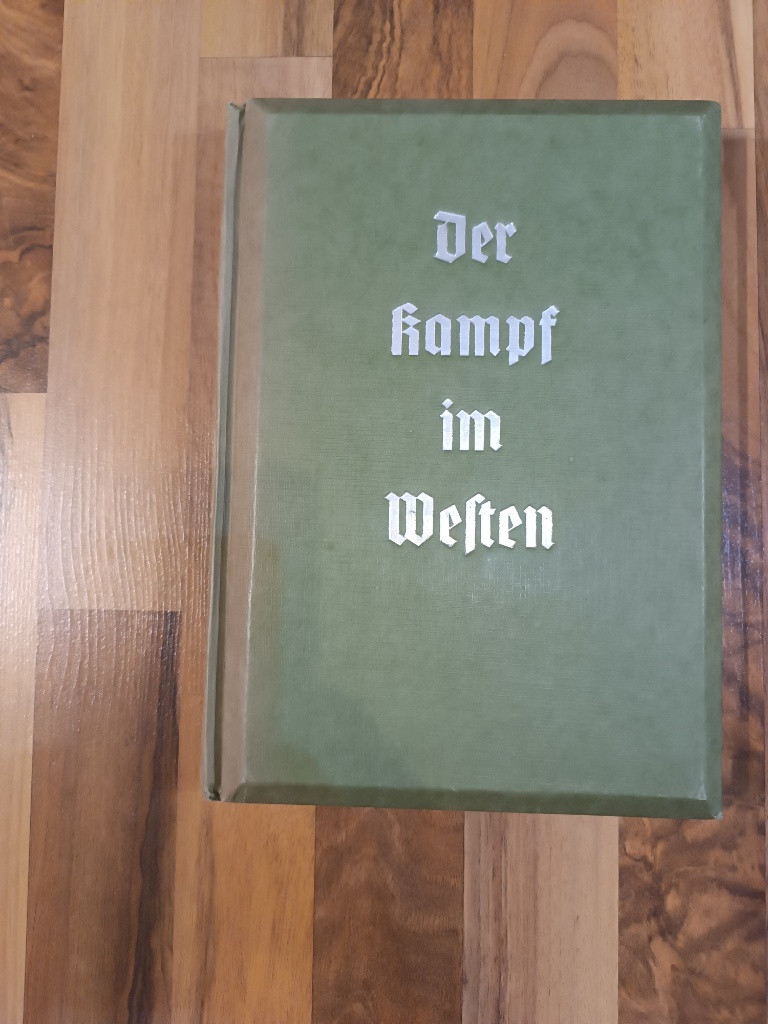 Der
Kampf
im
Weſten